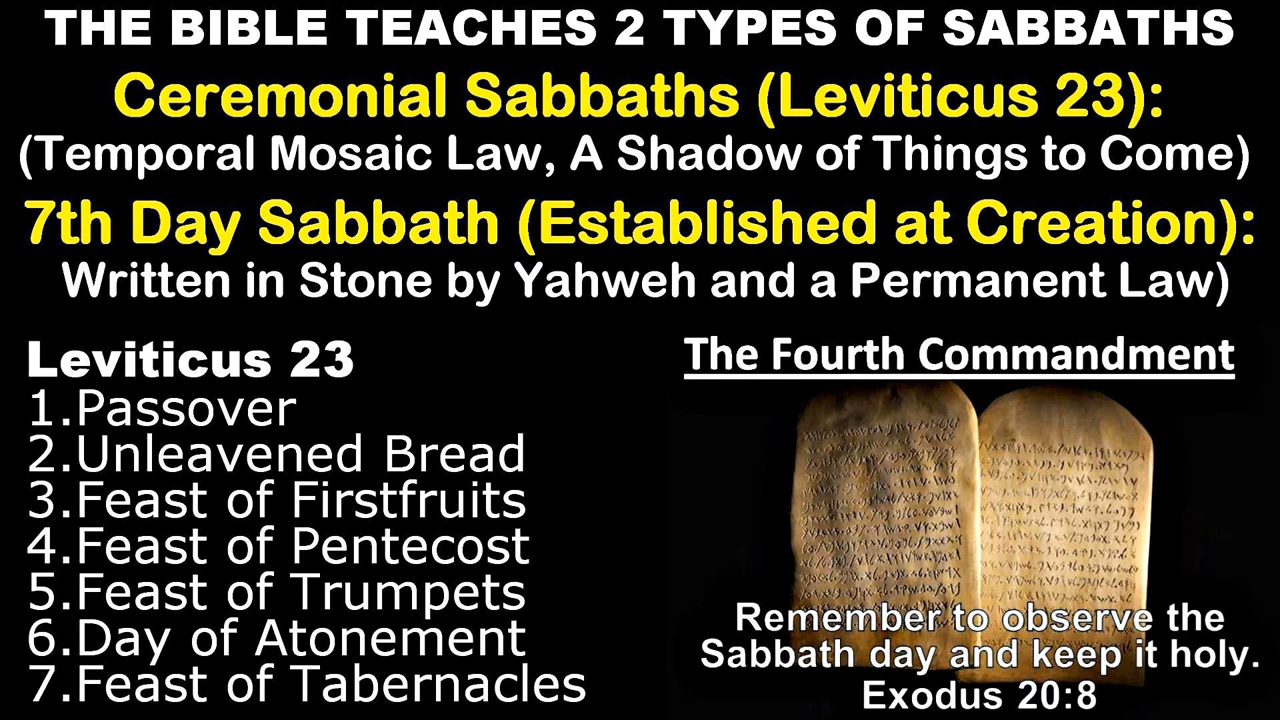 THE BIBLE TEACHES 2 TYPES OF SABBATHS
Ceremonial Sabbaths (Leviticus 23):
(Temporal Mosaic Law, A Shadow of Things to Come)
7th Day Sabbath (Established at Creation):
Written in Stone by Yahweh and a Permanent Law)
Leviticus 23
1.Passover
2.Unleavened Bread
3.Feast of Firstfruits
4.Feast of Pentecost
5.Feast of Trumpets
6.Day of Atonement
7.Feast of Tabernacles
The Fourth Commandment
Remember to observe the
Sabbath day and keep it holy.
Exodus 20:8